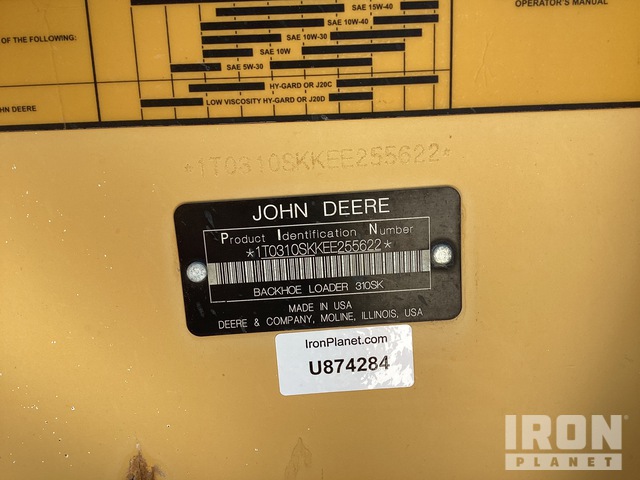 SAE 15W-40
OPERATOR'S MANUAL
OF THE FOLLOWING:
SAE 10W-40
SAE 10W-30
SAE 10W
SAE 5W-30
HY-GARD OR J20C
HN DEERE
LOW VISCOSITY HY-GARD OR J20D
*1T0310SKKEE255622*
JOHN DEERE
Product Identification Number
*1T0310SKKEE255622*
BACKHOE LOADER 310SK
MADE IN USA
DEERE & COMPANY, MOLINE, ILLINOIS, USA
IronPlanet.com
U874284
IRON
PLANET